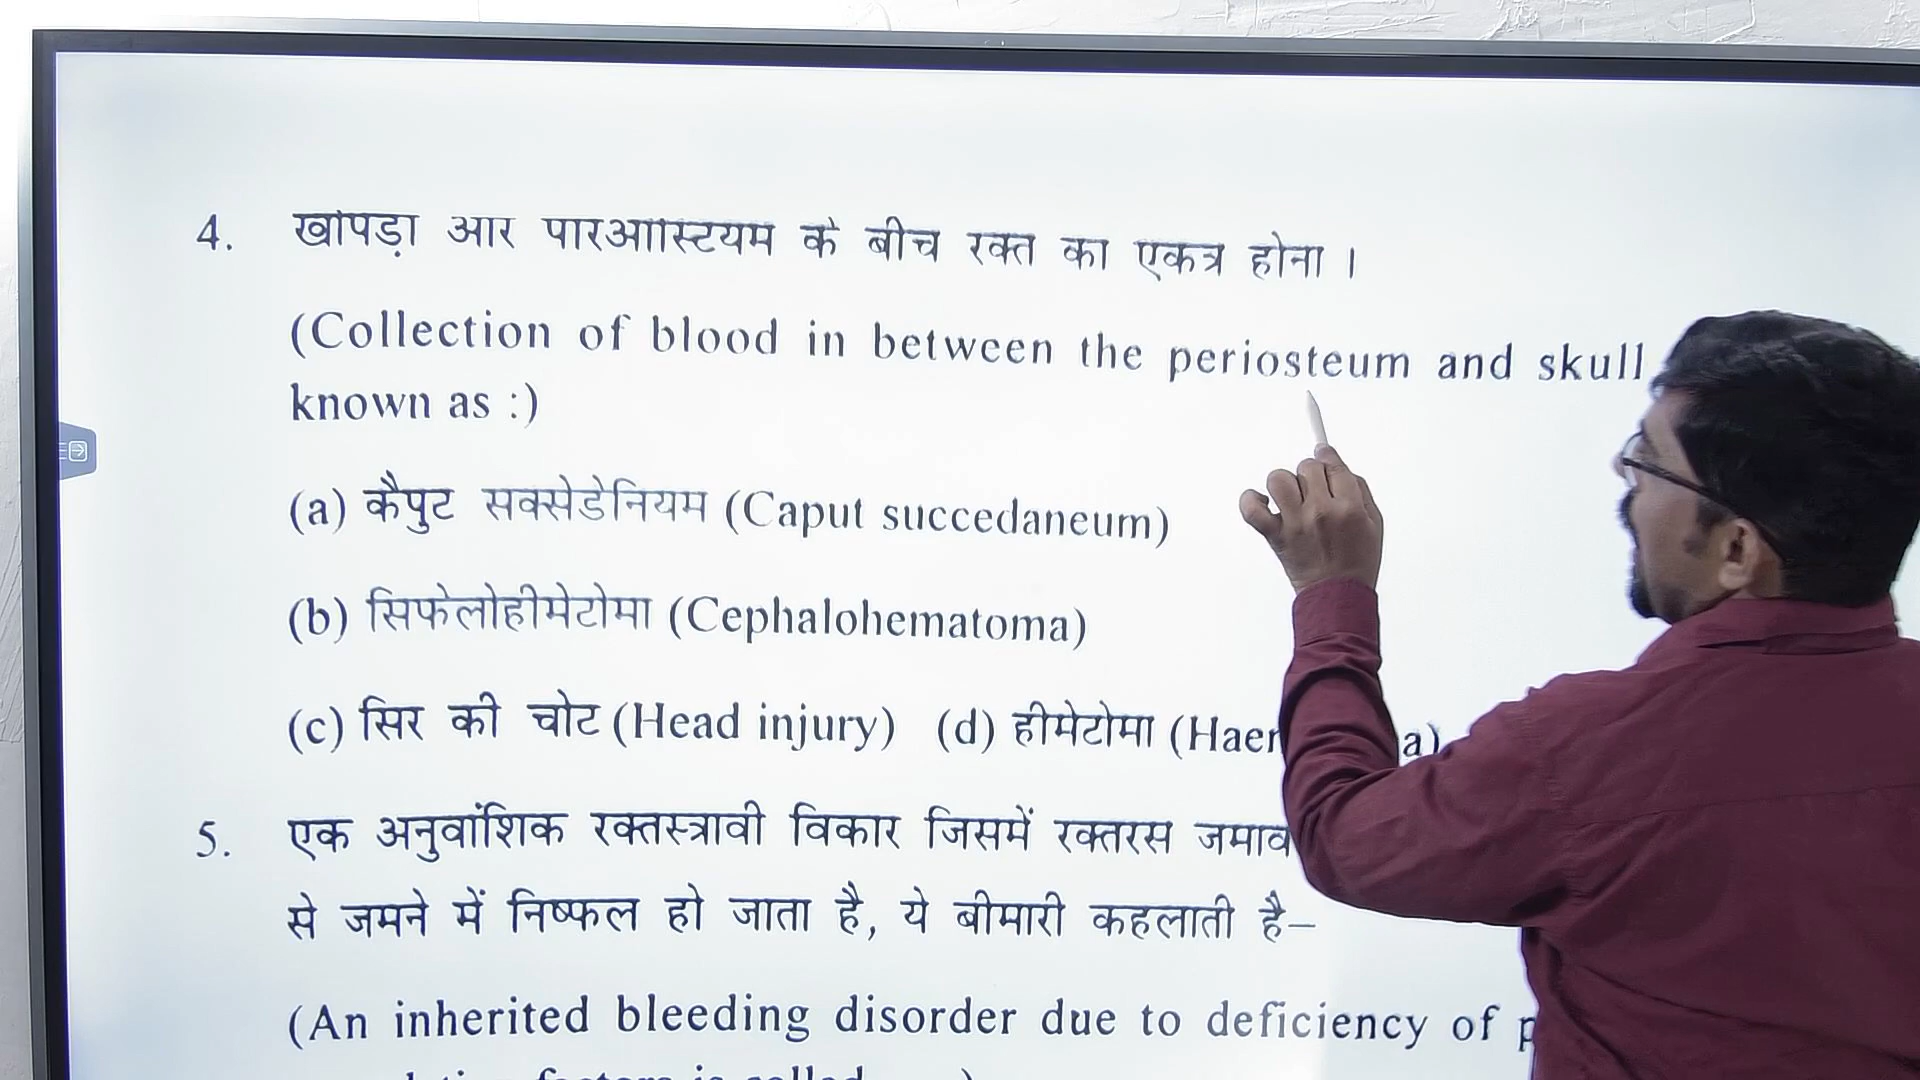 4. खोपड़ी और पेरिऑस्टियम के बीच रक्त का एकत्र होना ।
(Collection of blood in between the periosteum and skull
known as :)
(a) कैपुट सक्सेडेनियम (Caput succedaneum)
(b) सिफेलोहीमेटोमा (Cephalohematoma)
(c) सिर की चोट (Head injury) (d) हीमेटोमा
5. एक अनुवांशिक रक्तस्त्रावी विकार जिसमें रक्तरस
से जमने में निष्फल हो जाता है, ये बीमारी कहलाती है–
(An inherited bleeding disorder due to deficiency of